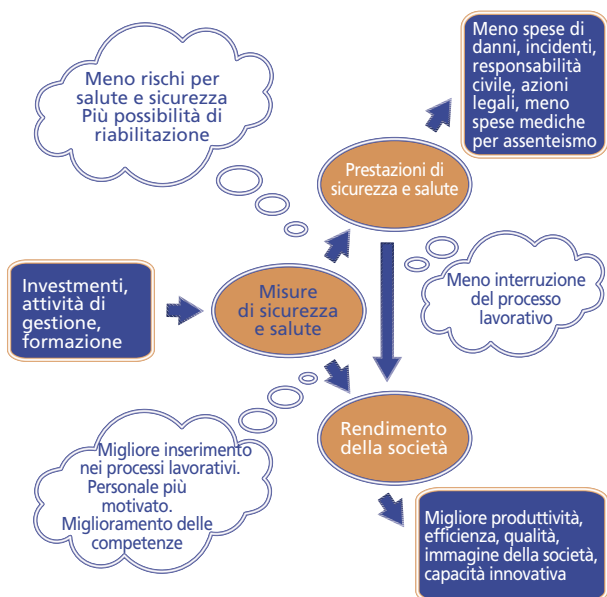 Meno rischi per
salute e sicurezza
Più possibilità di
riabilitazione
Meno spese di
danni, incidenti,
responsabilità
civile, azioni
legali, meno
spese mediche
per assenteismo
Prestazioni di
sicurezza e salute
Investimenti,
attività di
gestione,
formazione
Misure
di sicurezza
e salute
Meno interruzione
del processo
lavorativo
Migliore inserimento
nei processi lavorativi.
Personale più
motivato.
Miglioramento delle
competenze
Rendimento
della società
Migliore produttività,
efficienza, qualità,
immagine della società,
capacità innovativa